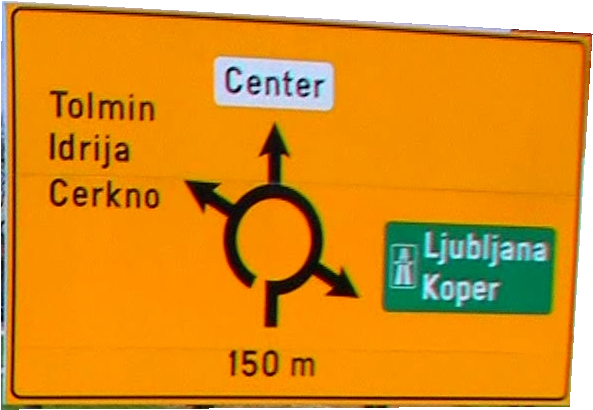 Center
Tolmin
Idrija
Cerkno
Ljubljana
Koper
150 m